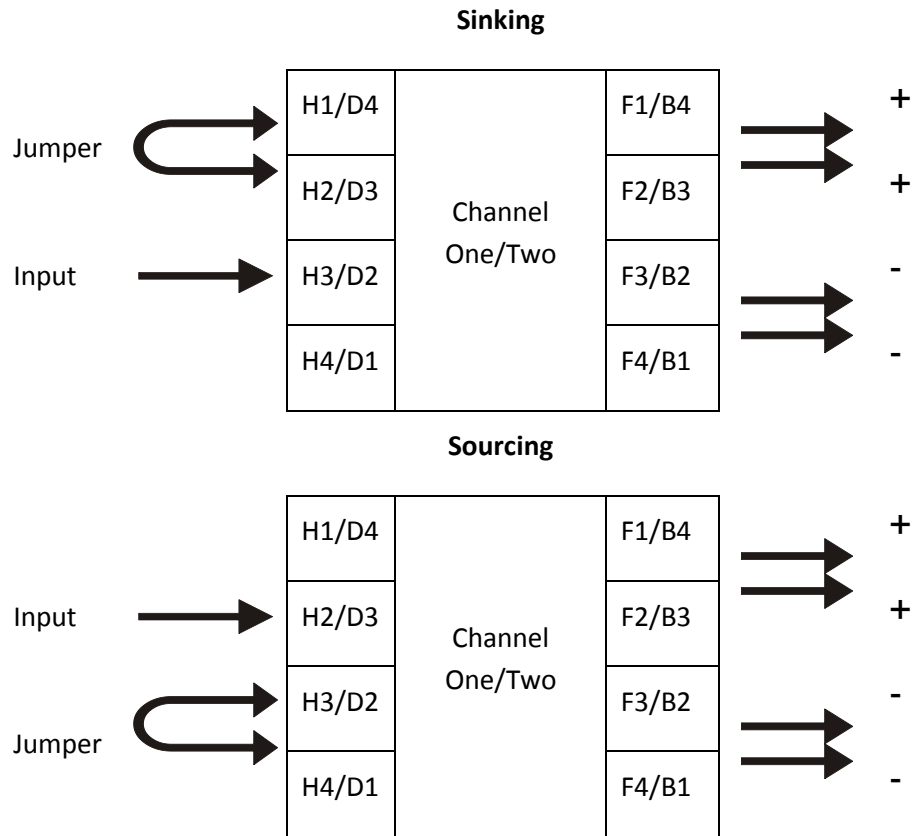 Sinking
H1/D4 F1/B4 +
Jumper
H2/D3 F2/B3 +
Channel
One/Two
Input H3/D2 F3/B2 -
H4/D1 F4/B1 -
Sourcing
H1/D4 F1/B4 +
Input H2/D3 F2/B3 +
Channel
One/Two
H3/D2 F3/B2 -
Jumper
H4/D1 F4/B1 -